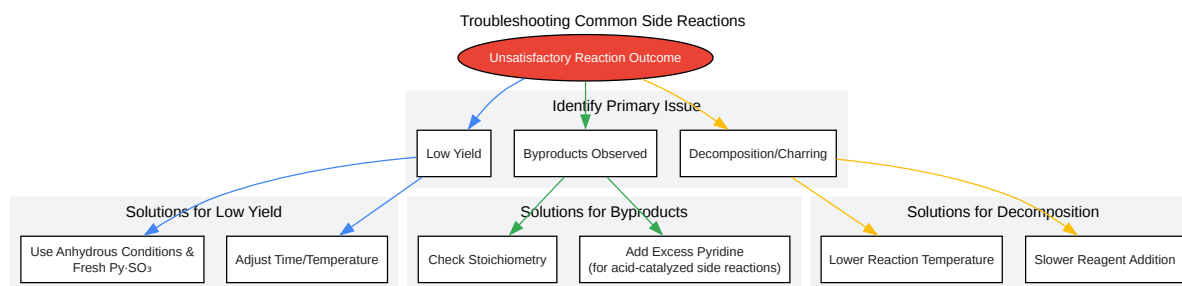 Troubleshooting Common Side Reactions
Unsatisfactory Reaction Outcome
Identify Primary Issue
Low Yield
Byproducts Observed
Decomposition/Charring
Solutions for Low Yield
Solutions for Byproducts
Solutions for Decomposition
Use Anhydrous Conditions &
Fresh Py·SO₃
Adjust Time/Temperature
Check Stoichiometry
Add Excess Pyridine
(for acid-catalyzed side reactions)
Lower Reaction Temperature
Slower Reagent Addition